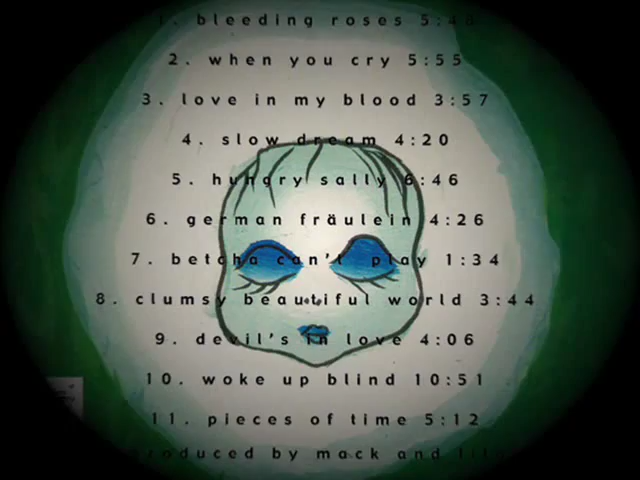 1. bleeding roses 5:48
2. when you cry 5:55
3. love in my blood 3:57
4. slow dream 4:20
5. hungry sally 6:46
6. german fräulein 4:26
7. betcha can't play 1:34
8. clumsy beautiful world 3:44
9. devil's in love 4:06
10. woke up blind 10:51
11. pieces of time 5:12
produced by mack and